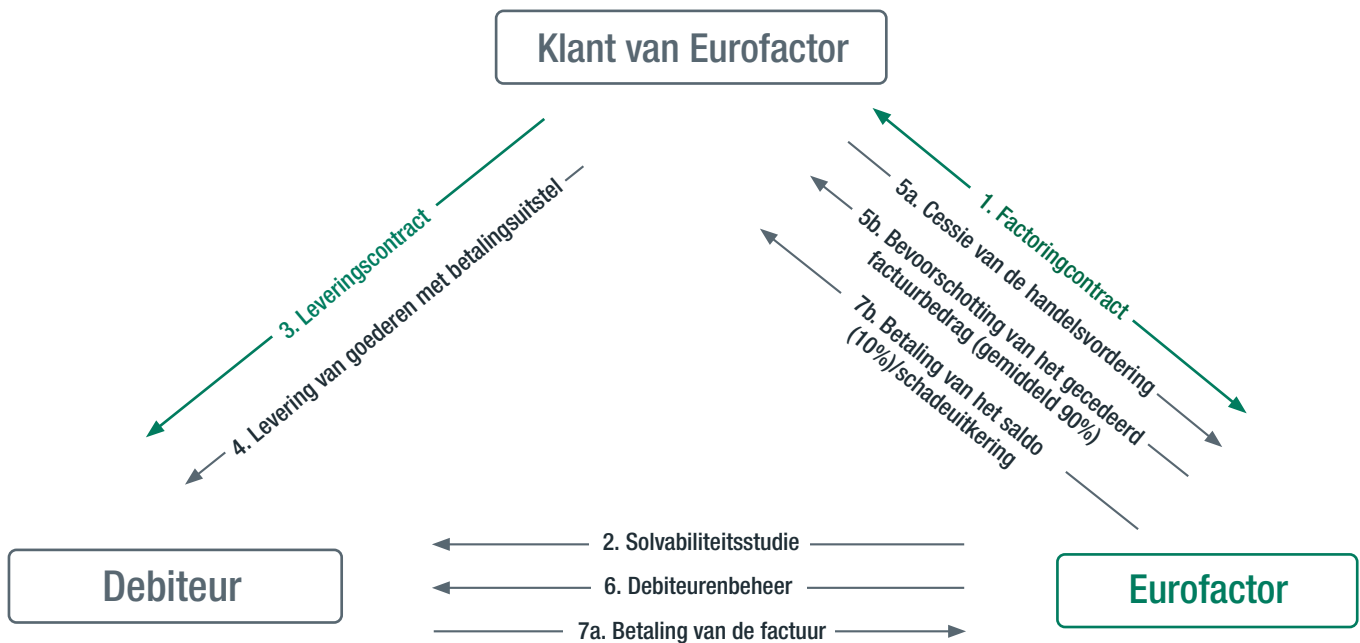 Klant van Eurofactor
1. Factoringcontract
5a. Cessie van de handelsvordering
5b. Bevoorschotting van het gecedeerd
factuurbedrag (gemiddeld 90%)
7b. Betaling van het saldo
(10%)/schadeuitkering
3. Leveringscontract
4. Levering van goederen met betalingsuitstel
2. Solvabiliteitsstudie
6. Debiteurenbeheer
7a. Betaling van de factuur
Debiteur
Eurofactor